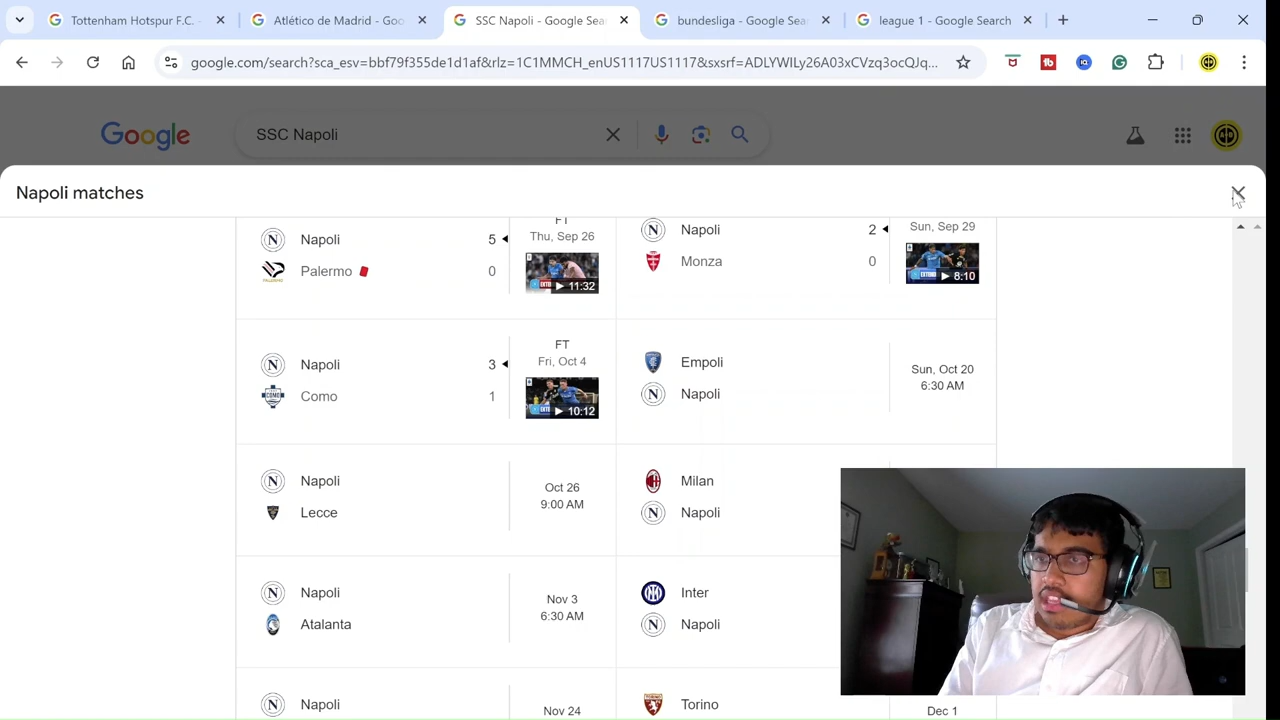 Tottenham Hotspur F.C. -
Atlético de Madrid - Goo
SSC Napoli - Google Sea
bundesliga - Google Sea
league 1 - Google Search
google.com/search?sca_esv=bbf79f355de1d1af&rlz=1C1MMCH_enUS1117US1117&sxsrf=ADLYWILy26A03xCVzq3ocQJq...
Google
SSC Napoli
Napoli matches
Napoli 5
Palermo 0
FT
Thu, Sep 26
11:32
Napoli 2
Monza 0
Sun, Sep 29
8:10
Napoli 3
Como 1
FT
Fri, Oct 4
10:12
Empoli
Napoli
Sun, Oct 20
6:30 AM
Napoli
Lecce
Oct 26
9:00 AM
Milan
Napoli
Napoli
Atalanta
Nov 3
6:30 AM
Inter
Napoli
Napoli
Nov 24
Torino
Dec 1